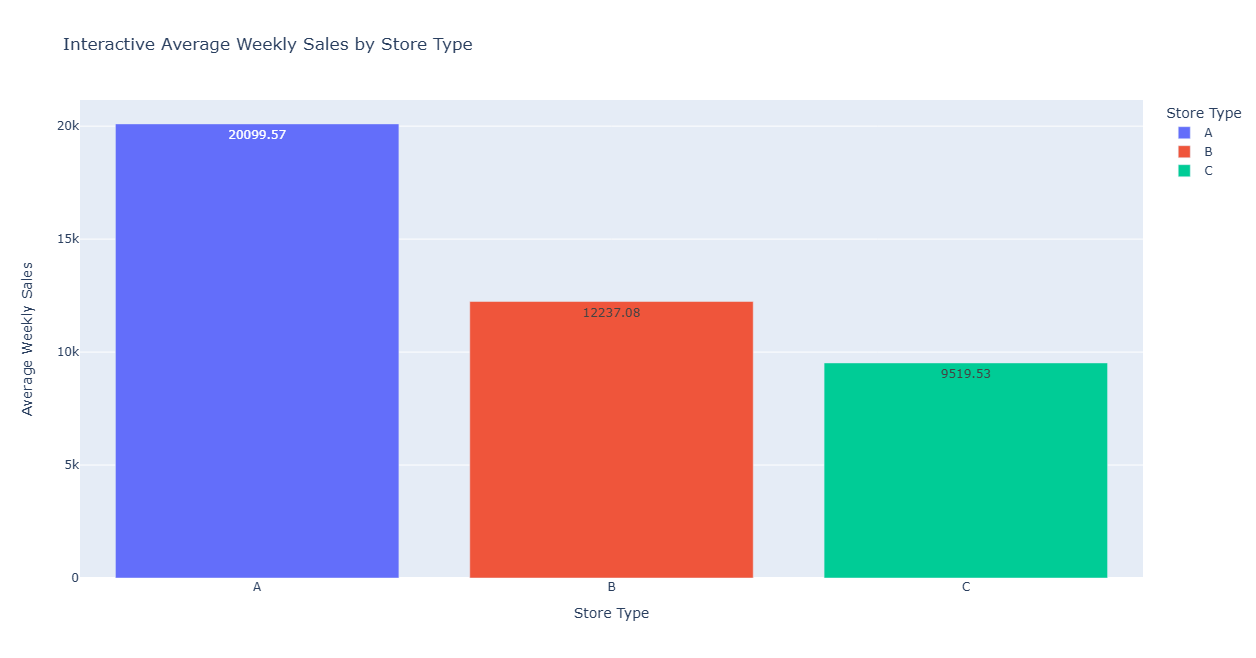 Interactive Average Weekly Sales by Store Type
Average Weekly Sales
20k
15k
10k
5k
0
20099.57
12237.08
9519.53
A
B
C
Store Type
Store Type
A
B
C